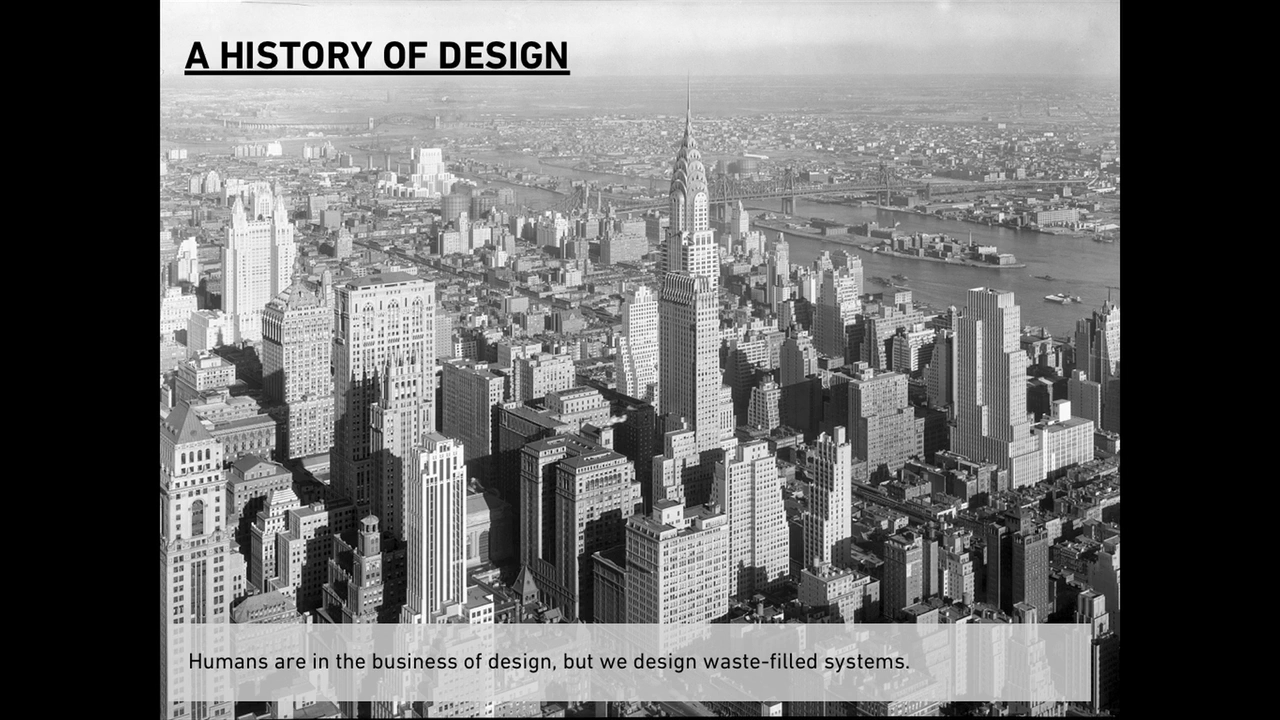 A HISTORY OF DESIGN
Humans are in the business of design, but we design waste-filled systems.